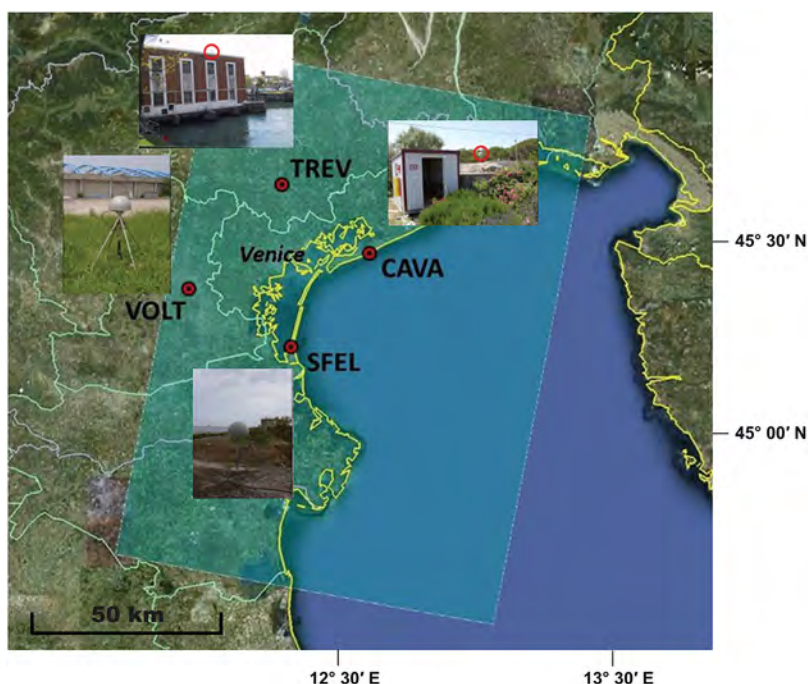 TREV
Venice
CAVA
VOLT
SFEL
45° 30' N
45° 00' N
50 km
12° 30' E
13° 30' E